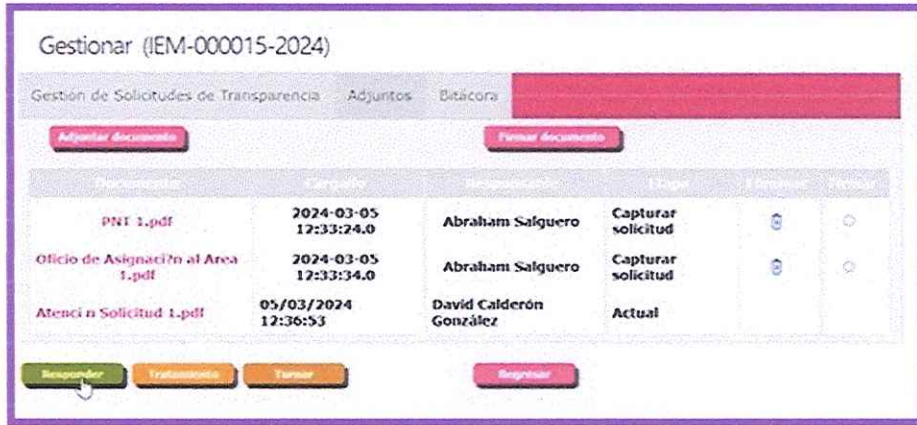 Gestionar (IEM-000015-2024)
Gestión de Solicitudes de Transparencia Adjuntos Bitácora
Adjuntar documento Firmar documento
Documento Cargado Responsable Etapa Eliminar Firmar
PNT 1.pdf 2024-03-05 12:33:24.0 Abraham Salguero Capturar solicitud
Oficio de Asignaci?n al Area 1.pdf 2024-03-05 12:33:34.0 Abraham Salguero Capturar solicitud
Atenci n Solicitud 1.pdf 05/03/2024 12:36:53 David Calderón González Actual
Responder Tratamiento Turnar Regresar